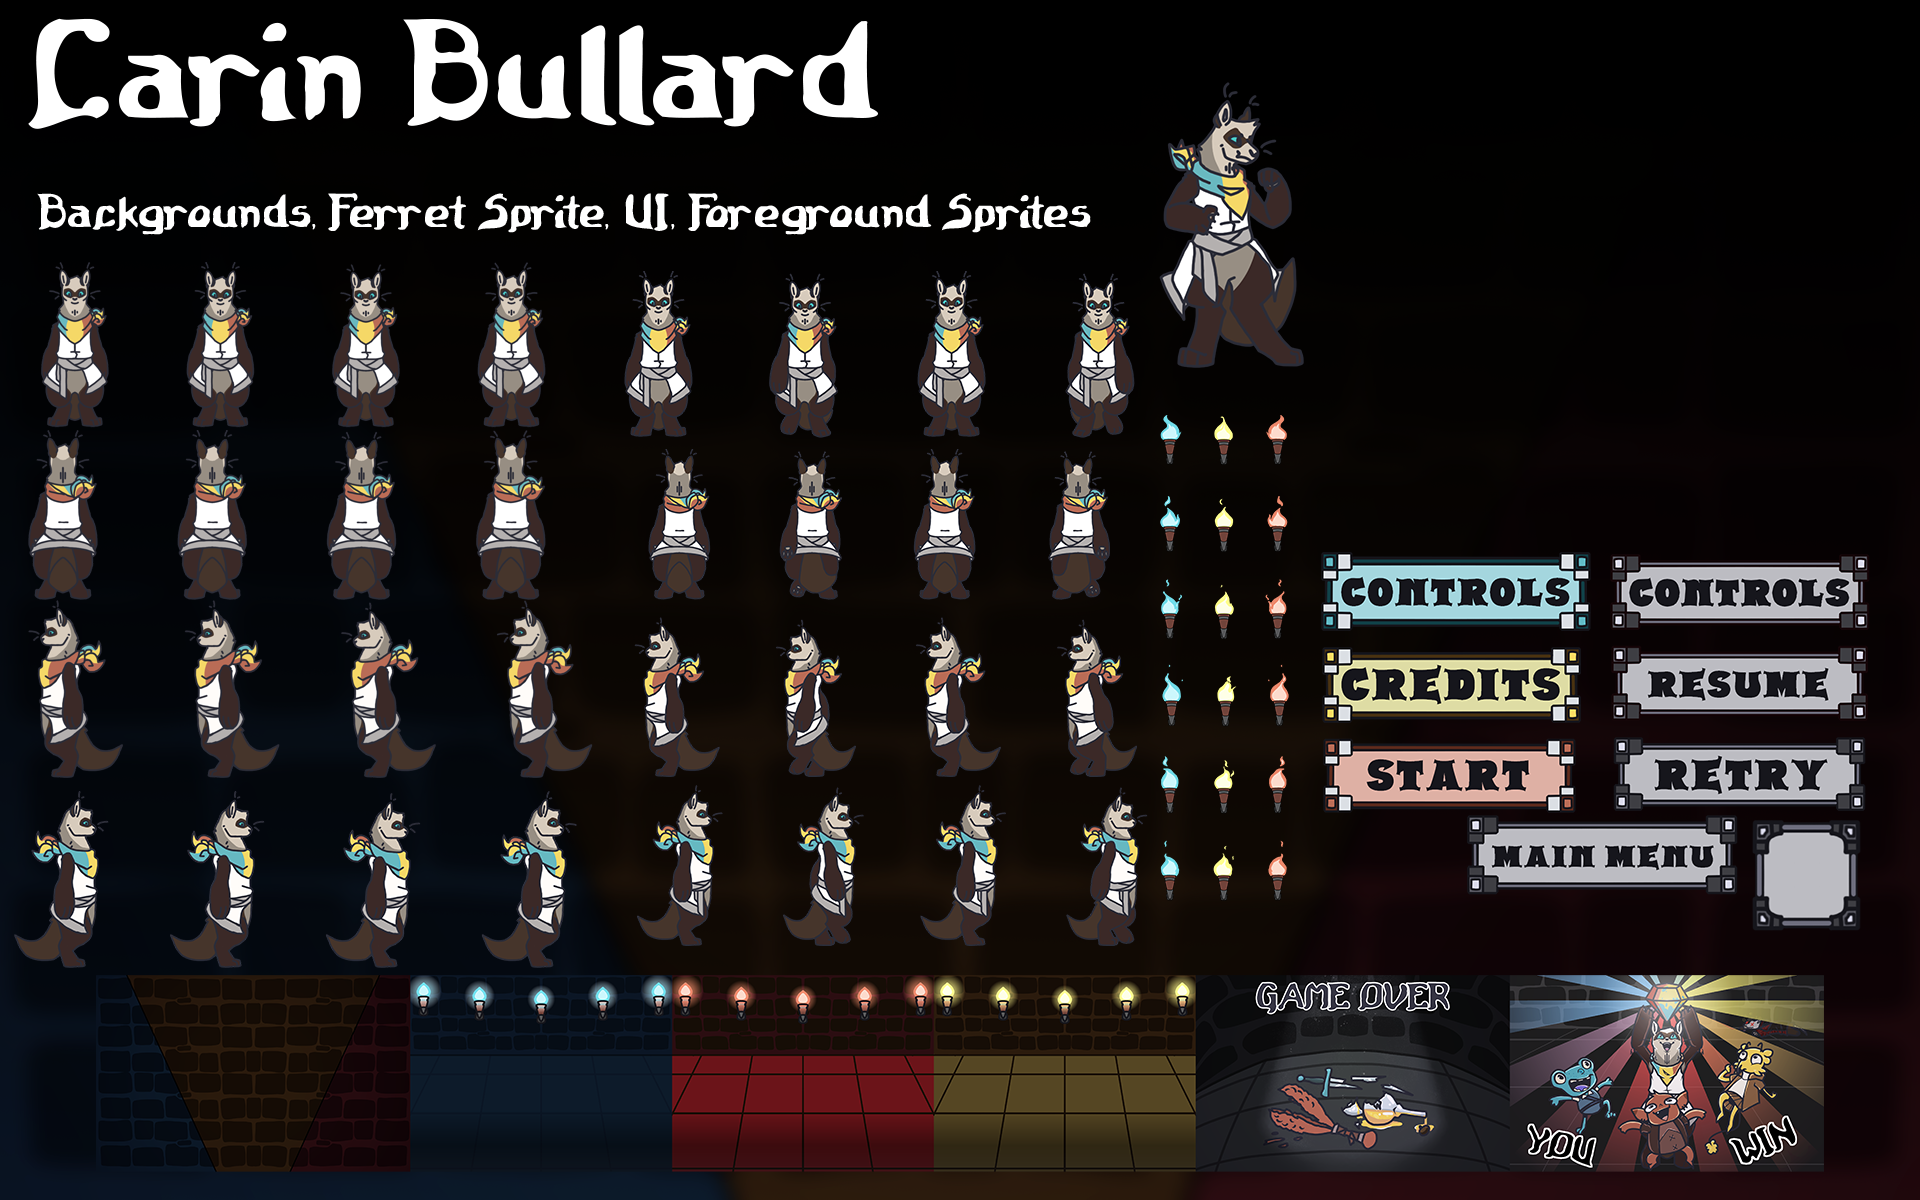 Carin Bullard
Backgrounds, Ferret Sprite, UI, Foreground Sprites
CONTROLS
CONTROLS
CREDITS
RESUME
START
RETRY
MAIN MENU
GAME OVER
YOU WIN